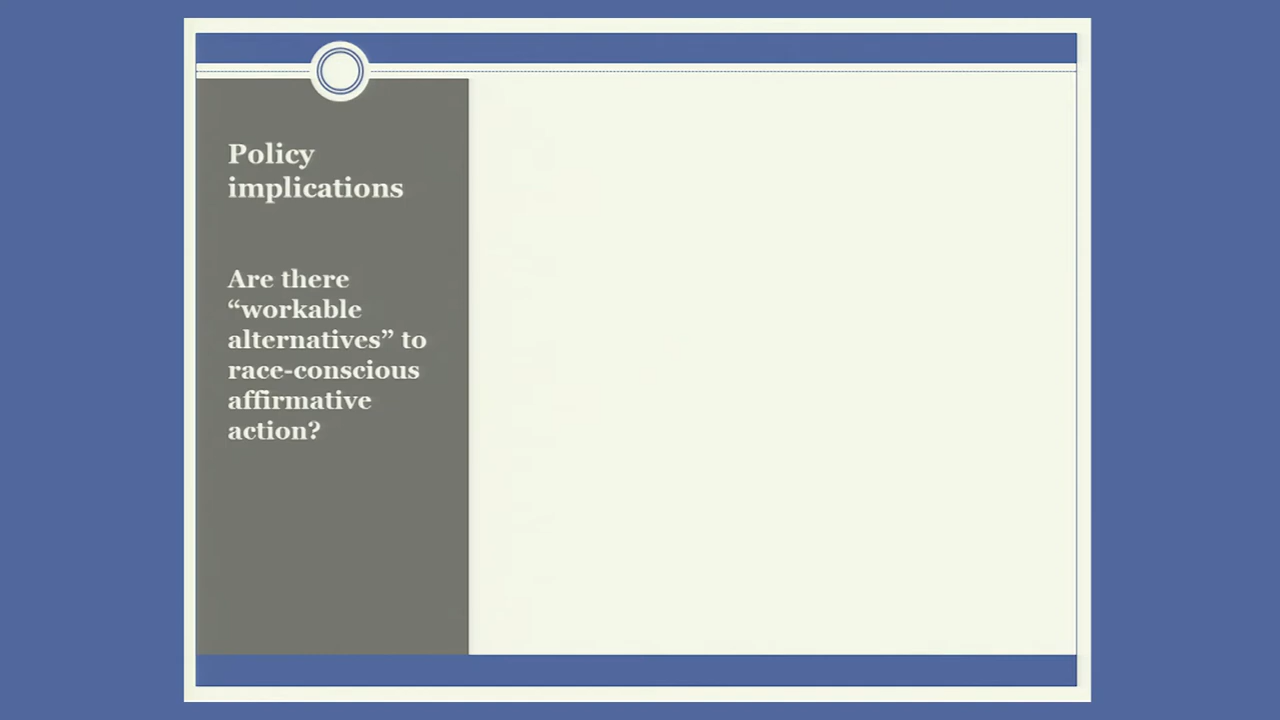 Policy
implications
Are there
“workable
alternatives” to
race-conscious
affirmative
action?